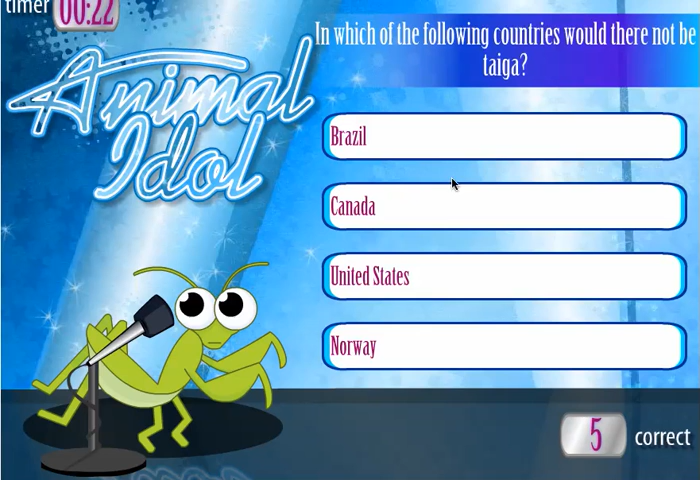 timer 00:22
In which of the following countries would there not be
taiga?
Animal
Idol
Brazil
Canada
United States
Norway
5 correct